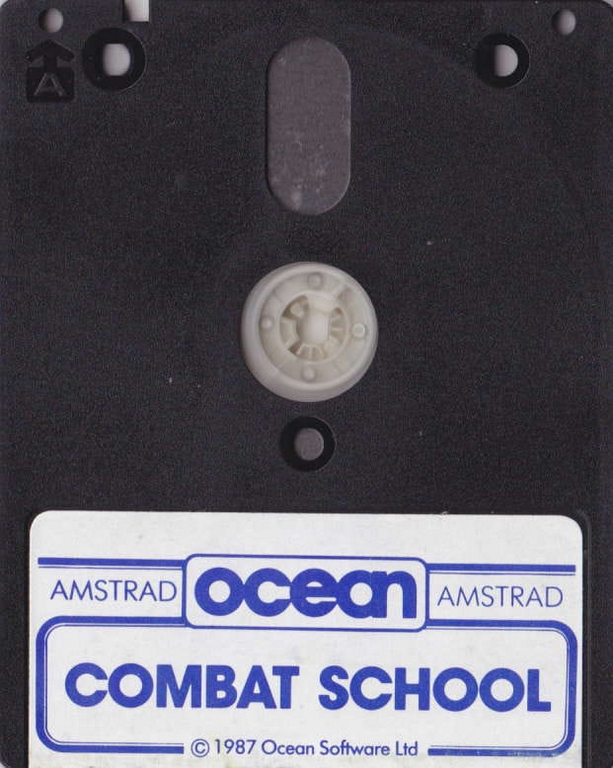 A
AMSTRAD ocean AMSTRAD
COMBAT SCHOOL
© 1987 Ocean Software Ltd